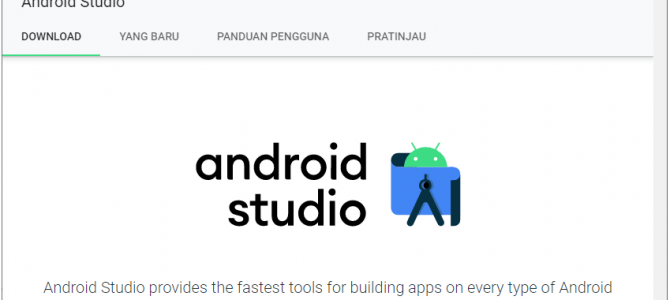 Android Studio
DOWNLOAD YANG BARU PANDUAN PENGGUNA PRATINJAU
android
studio
Android Studio provides the fastest tools for building apps on every type of Android